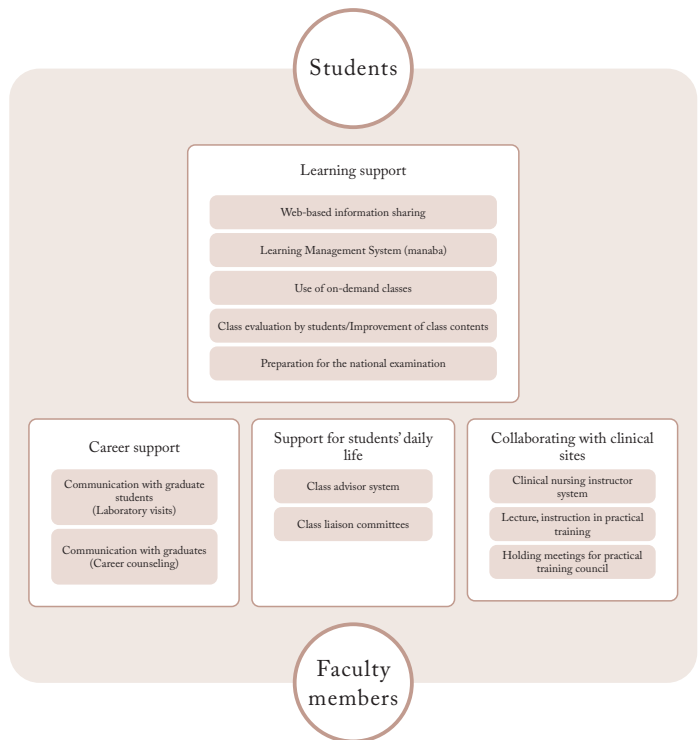 Students
Learning support
Web-based information sharing
Learning Management System (manaba)
Use of on-demand classes
Class evaluation by students/Improvement of class contents
Preparation for the national examination
Career support
Communication with graduate
students
(Laboratory visits)
Communication with graduates
(Career counseling)
Support for students' daily
life
Class advisor system
Class liaison committees
Collaborating with clinical
sites
Clinical nursing instructor
system
Lecture, instruction in practical
training
Holding meetings for practical
training council
Faculty
members